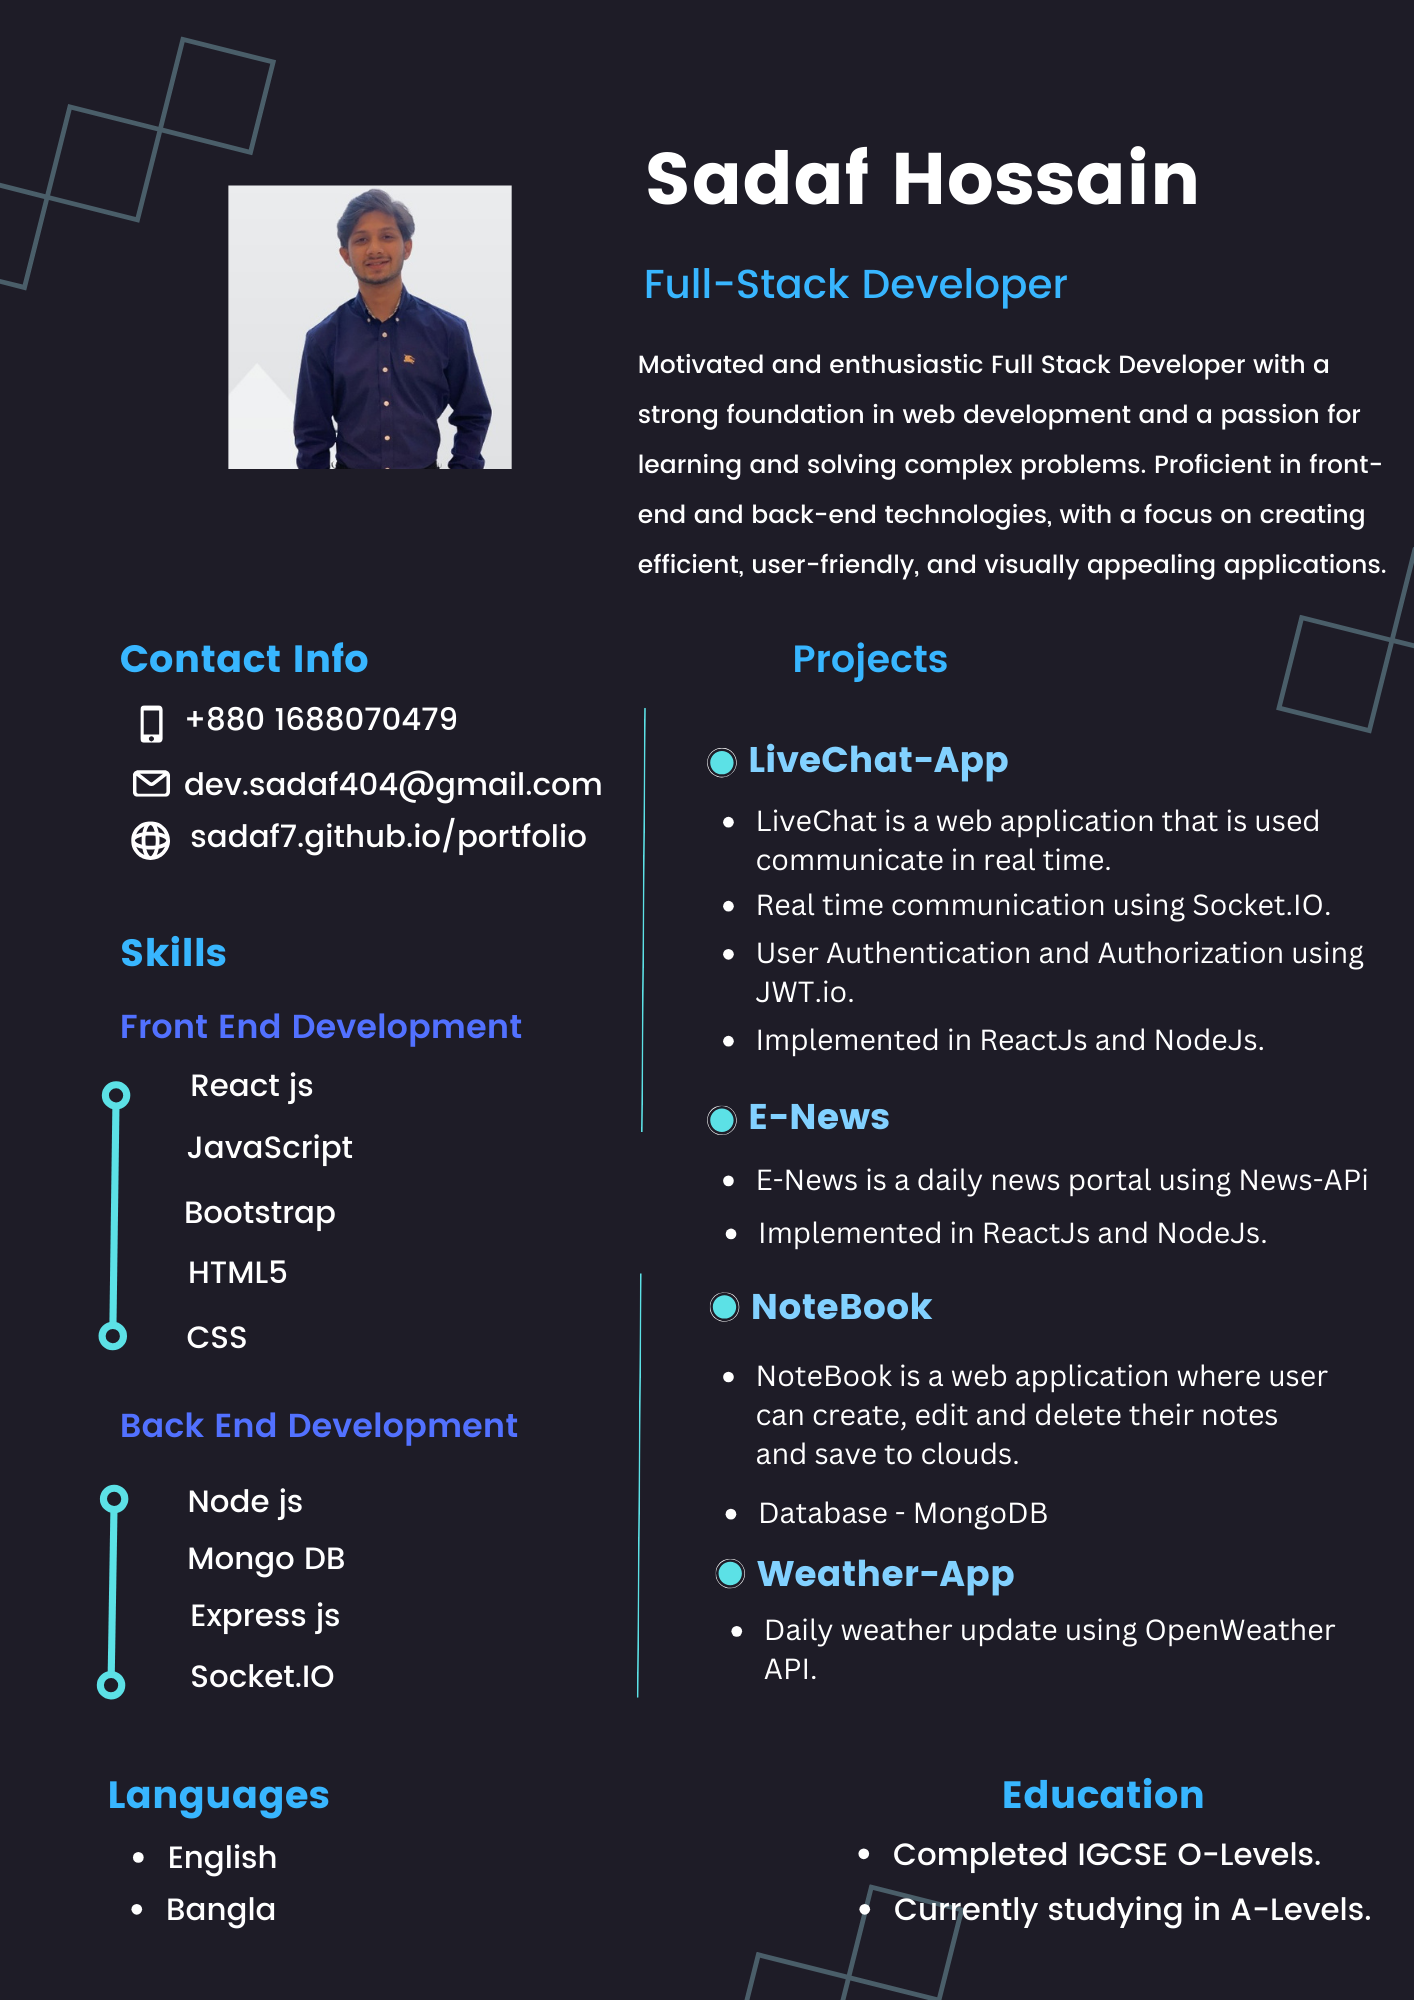 Sadaf Hossain
Full-Stack Developer
Motivated and enthusiastic Full Stack Developer with a
strong foundation in web development and a passion for
learning and solving complex problems. Proficient in front-
end and back-end technologies, with a focus on creating
efficient, user-friendly, and visually appealing applications.
Contact Info
+880 1688070479
dev.sadaf404@gmail.com
sadaf7.github.io/portfolio
Skills
Front End Development
React js
JavaScript
Bootstrap
HTML5
CSS
Back End Development
Node js
Mongo DB
Express js
Socket.IO
Languages
• English
• Bangla
Projects
LiveChat-App
• LiveChat is a web application that is used
communicate in real time.
• Real time communication using Socket.IO.
• User Authentication and Authorization using
JWT.io.
• Implemented in ReactJs and NodeJs.
E-News
• E-News is a daily news portal using News-APi
• Implemented in ReactJs and NodeJs.
NoteBook
• NoteBook is a web application where user
can create, edit and delete their notes
and save to clouds.
• Database - MongoDB
Weather-App
• Daily weather update using OpenWeather
API.
Education
• Completed IGCSE O-Levels.
• Currently studying in A-Levels.